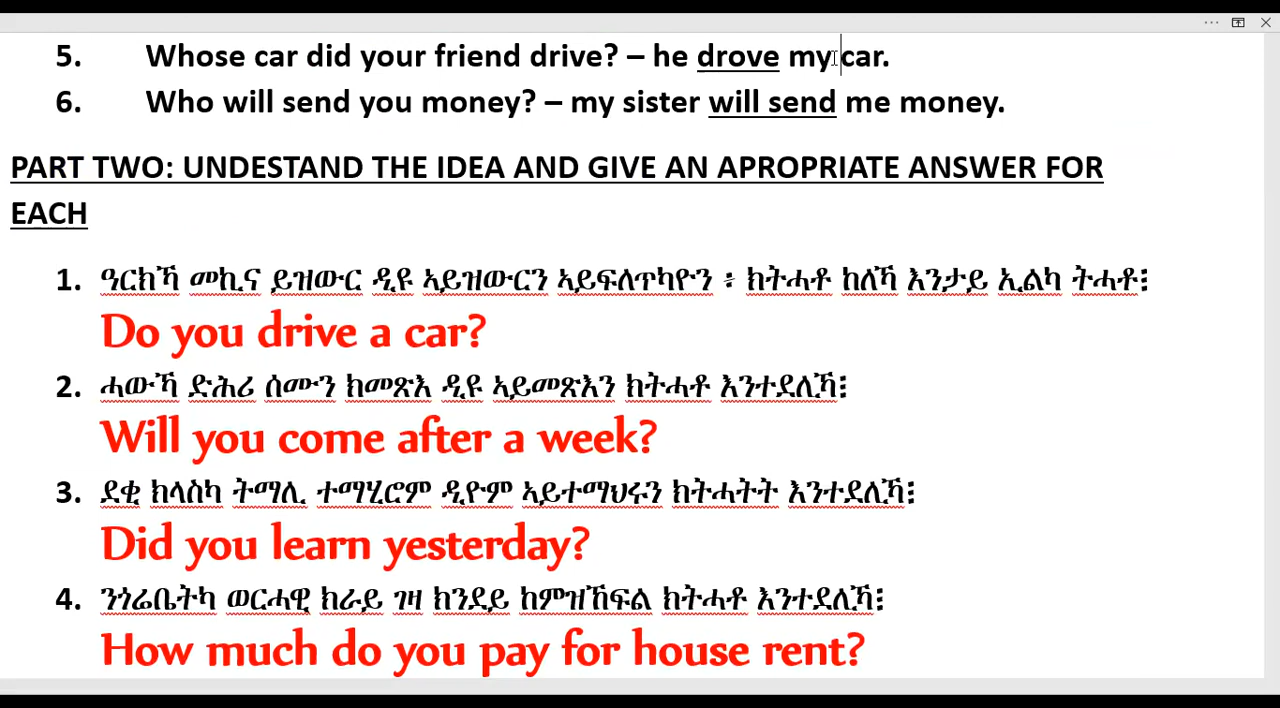 5. Whose car did your friend drive? – he drove my car.
6. Who will send you money? – my sister will send me money.
PART TWO: UNDESTAND THE IDEA AND GIVE AN APROPRIATE ANSWER FOR
EACH
1. ዓርክኻ መኪና ይዝውር ዲዩ ኣይዝውርን ኣይፍለጥካዮን ፥ ክትሓቶ ከለኻ እንታይ ኢልካ ትሓቶ፧
Do you drive a car?
2. ሓውኻ ድሕሪ ሰሙን ክመጽእ ዲዩ ኣይመጽእን ክትሓቶ እንተደለኻ፧
Will you come after a week?
3. ደቂ ክላስካ ትማሊ ተማሂሮም ዲዮም ኣይተማህሩን ክትሓትት እንተደለኻ፧
Did you learn yesterday?
4. ንጎሬቤትካ ወርሓዊ ክራይ ገዛ ክንደይ ከምዝኸፍል ክትሓቶ እንተደለኻ፧
How much do you pay for house rent?